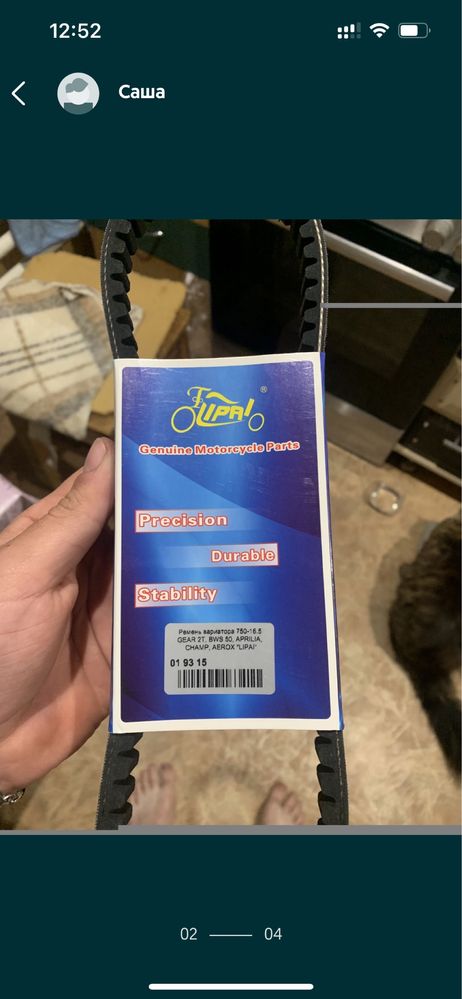 12:52
Саша
LIPAI
®
Genuine Motorcycle Parts
Precision
Durable
Stability
Ремень вариатора 750-16.5
GEAR 2T, BWS 50, APRILIA,
CHAMP, AEROX "LIPAI"
01 93 15
02
04